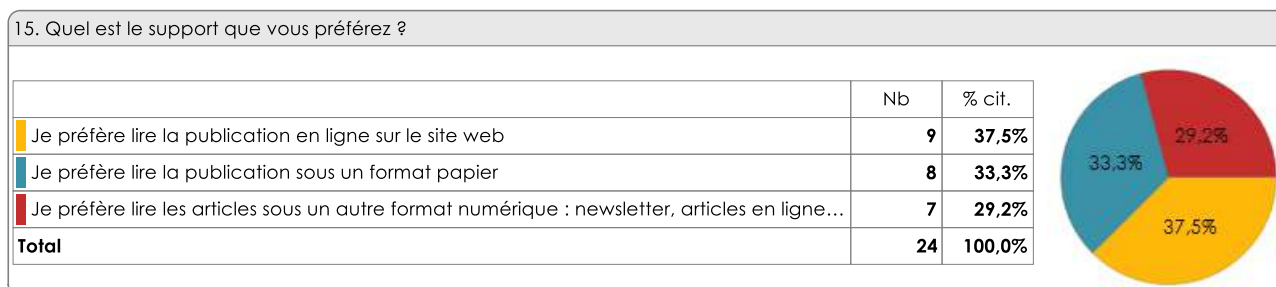 15. Quel est le support que vous préférez ?
Nb % cit.
Je préfère lire la publication en ligne sur le site web 9 37,5%
Je préfère lire la publication sous un format papier 8 33,3%
Je préfère lire les articles sous un autre format numérique : newsletter, articles en ligne... 7 29,2%
Total 24 100,0%
29,2%
33,3%
37,5%